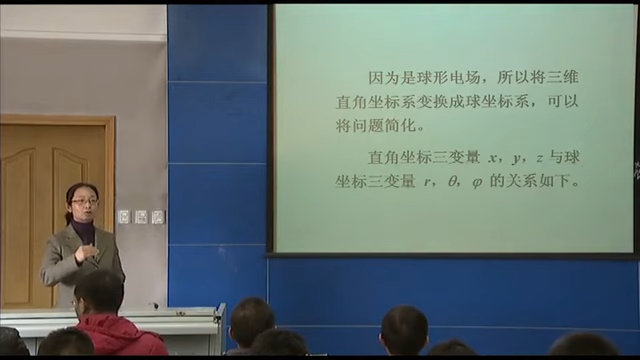 因为是球形电场，所以将三维
直角坐标系变换成球坐标系，可以
将问题简化。
直角坐标三变量 x，y，z 与球
坐标三变量 r，θ，φ 的关系如下。